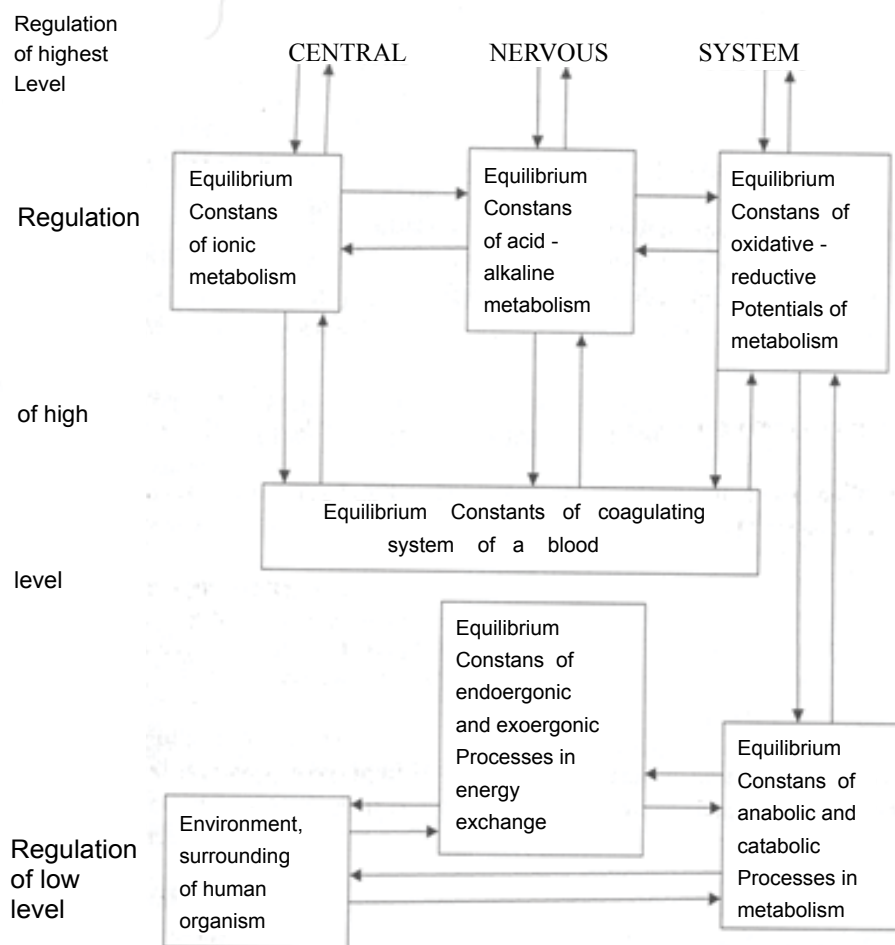 Regulation
of highest
Level
CENTRAL NERVOUS SYSTEM
Equilibrium
Constans
of ionic
metabolism
Equilibrium
Constans
of acid -
alkaline
metabolism
Equilibrium
Constans of
oxidative -
reductive
Potentials of
metabolism
Regulation
of high
level
Equilibrium Constants of coagulating
system of a blood
Equilibrium
Constans of
endoergonic
and exoergonic
Processes in
energy
exchange
Equilibrium
Constans of
anabolic and
catabolic
Processes in
metabolism
Regulation
of low
level
Environment,
surrounding
of human
organism